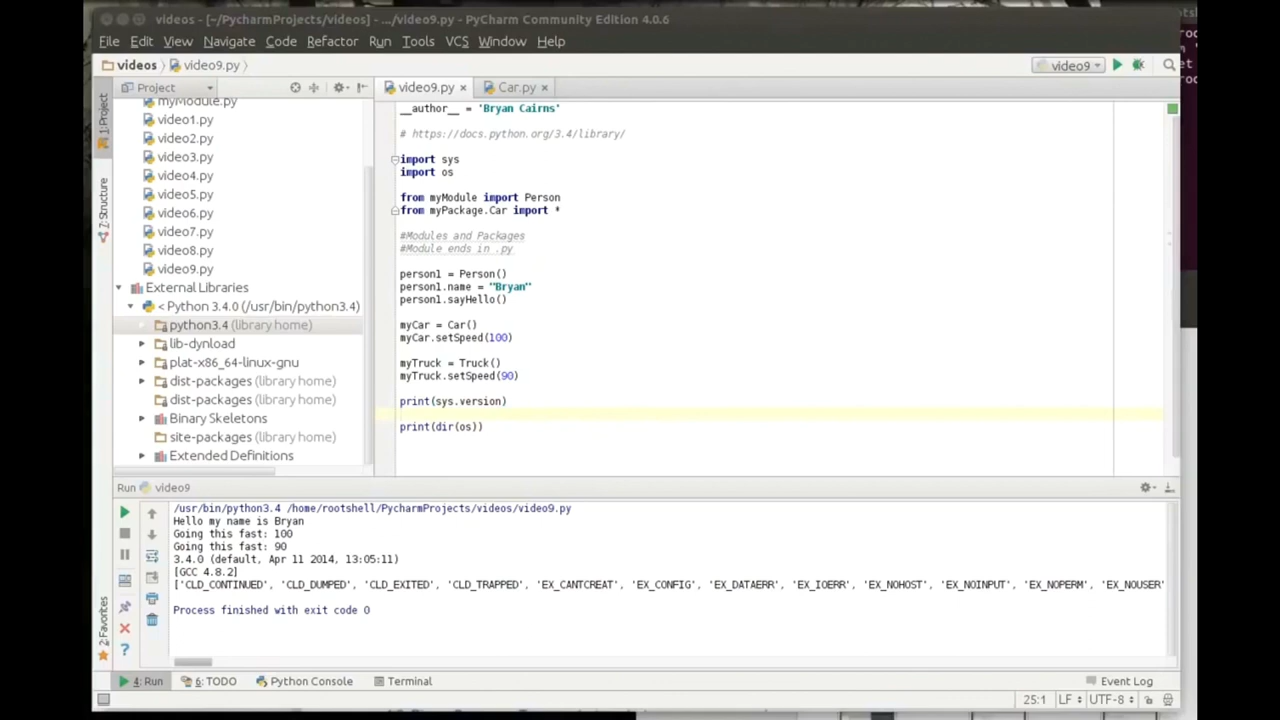 videos - [~/PycharmProjects/videos] - .../video9.py - PyCharm Community Edition 4.0.6
File Edit View Navigate Code Refactor Run Tools VCS Window Help
videos video9.py
video9
1: Project
Project
video9.py
Car.py
myModule.py
video1.py
video2.py
video3.py
video4.py
video5.py
video6.py
video7.py
video8.py
video9.py
External Libraries
< Python 3.4.0 (/usr/bin/python3.4)
python3.4 (library home)
lib-dynload
plat-x86_64-linux-gnu
dist-packages (library home)
dist-packages (library home)
Binary Skeletons
site-packages (library home)
Extended Definitions
Z: Structure
__author__ = 'Bryan Cairns'
# https://docs.python.org/3.4/library/
import sys
import os
from myModule import Person
from myPackage.Car import *
#Modules and Packages
#Module ends in .py
person1 = Person()
person1.name = "Bryan"
person1.sayHello()
myCar = Car()
myCar.setSpeed(100)
myTruck = Truck()
myTruck.setSpeed(90)
print(sys.version)
print(dir(os))
Run video9
/usr/bin/python3.4 /home/rootshell/PycharmProjects/videos/video9.py
Hello my name is Bryan
Going this fast: 100
Going this fast: 90
3.4.0 (default, Apr 11 2014, 13:05:11)
[GCC 4.8.2]
['CLD_CONTINUED', 'CLD_DUMPED', 'CLD_EXITED', 'CLD_TRAPPED', 'EX_CANTCREAT', 'EX_CONFIG', 'EX_DATAERR', 'EX_IOERR', 'EX_NOHOST', 'EX_NOINPUT', 'EX_NOPERM', 'EX_NOUSER'
Process finished with exit code 0
2: Favorites
4: Run
6: TODO
Python Console
Terminal
Event Log
25:1 LF UTF-8